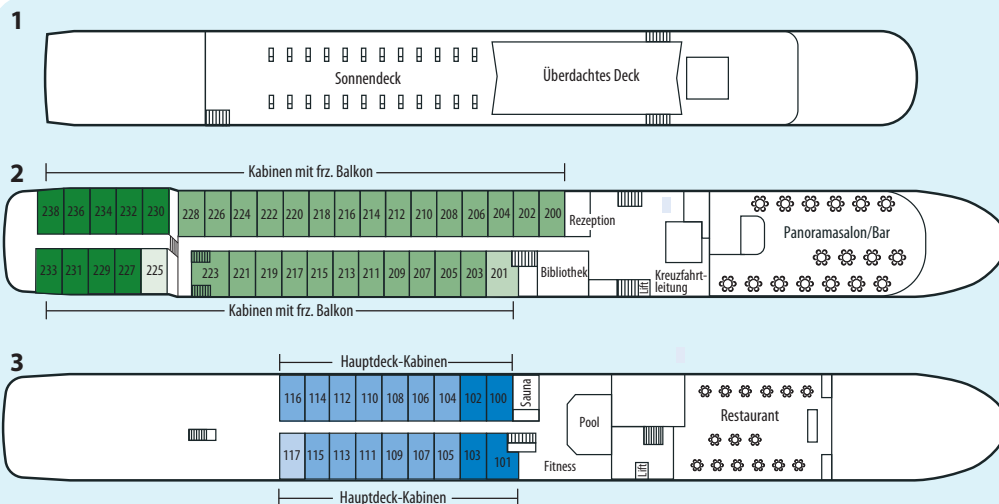 1
Sonnendeck
Überdachtes Deck
2
Kabinen mit frz. Balkon
238 236 234 232 230 228 226 224 222 220 218 216 214 212 210 208 206 204 202 200
Rezeption
Panoramasalon/Bar
233 231 229 227 225 223 221 219 217 215 213 211 209 207 205 203 201
Bibliothek
Lift
Kreuzfahrt-
leitung
Kabinen mit frz. Balkon
3
Hauptdeck-Kabinen
116 114 112 110 108 106 104 102 100
Sauna
Pool
Restaurant
117 115 113 111 109 107 105 103 101
Fitness
Lift
Hauptdeck-Kabinen